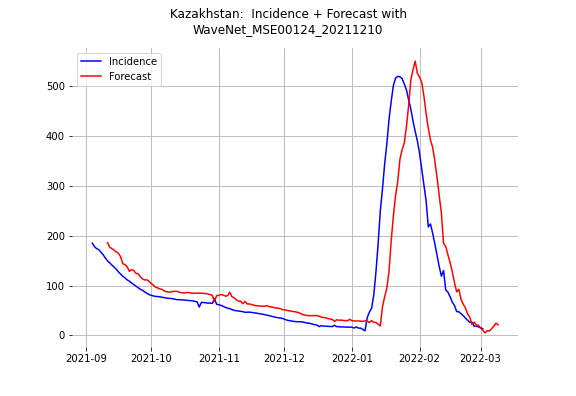 Kazakhstan:  Incidence + Forecast with
WaveNet_MSE00124_20211210
Incidence
Forecast
500
400
300
200
100
0
2021-09 2021-10 2021-11 2021-12 2022-01 2022-02 2022-03